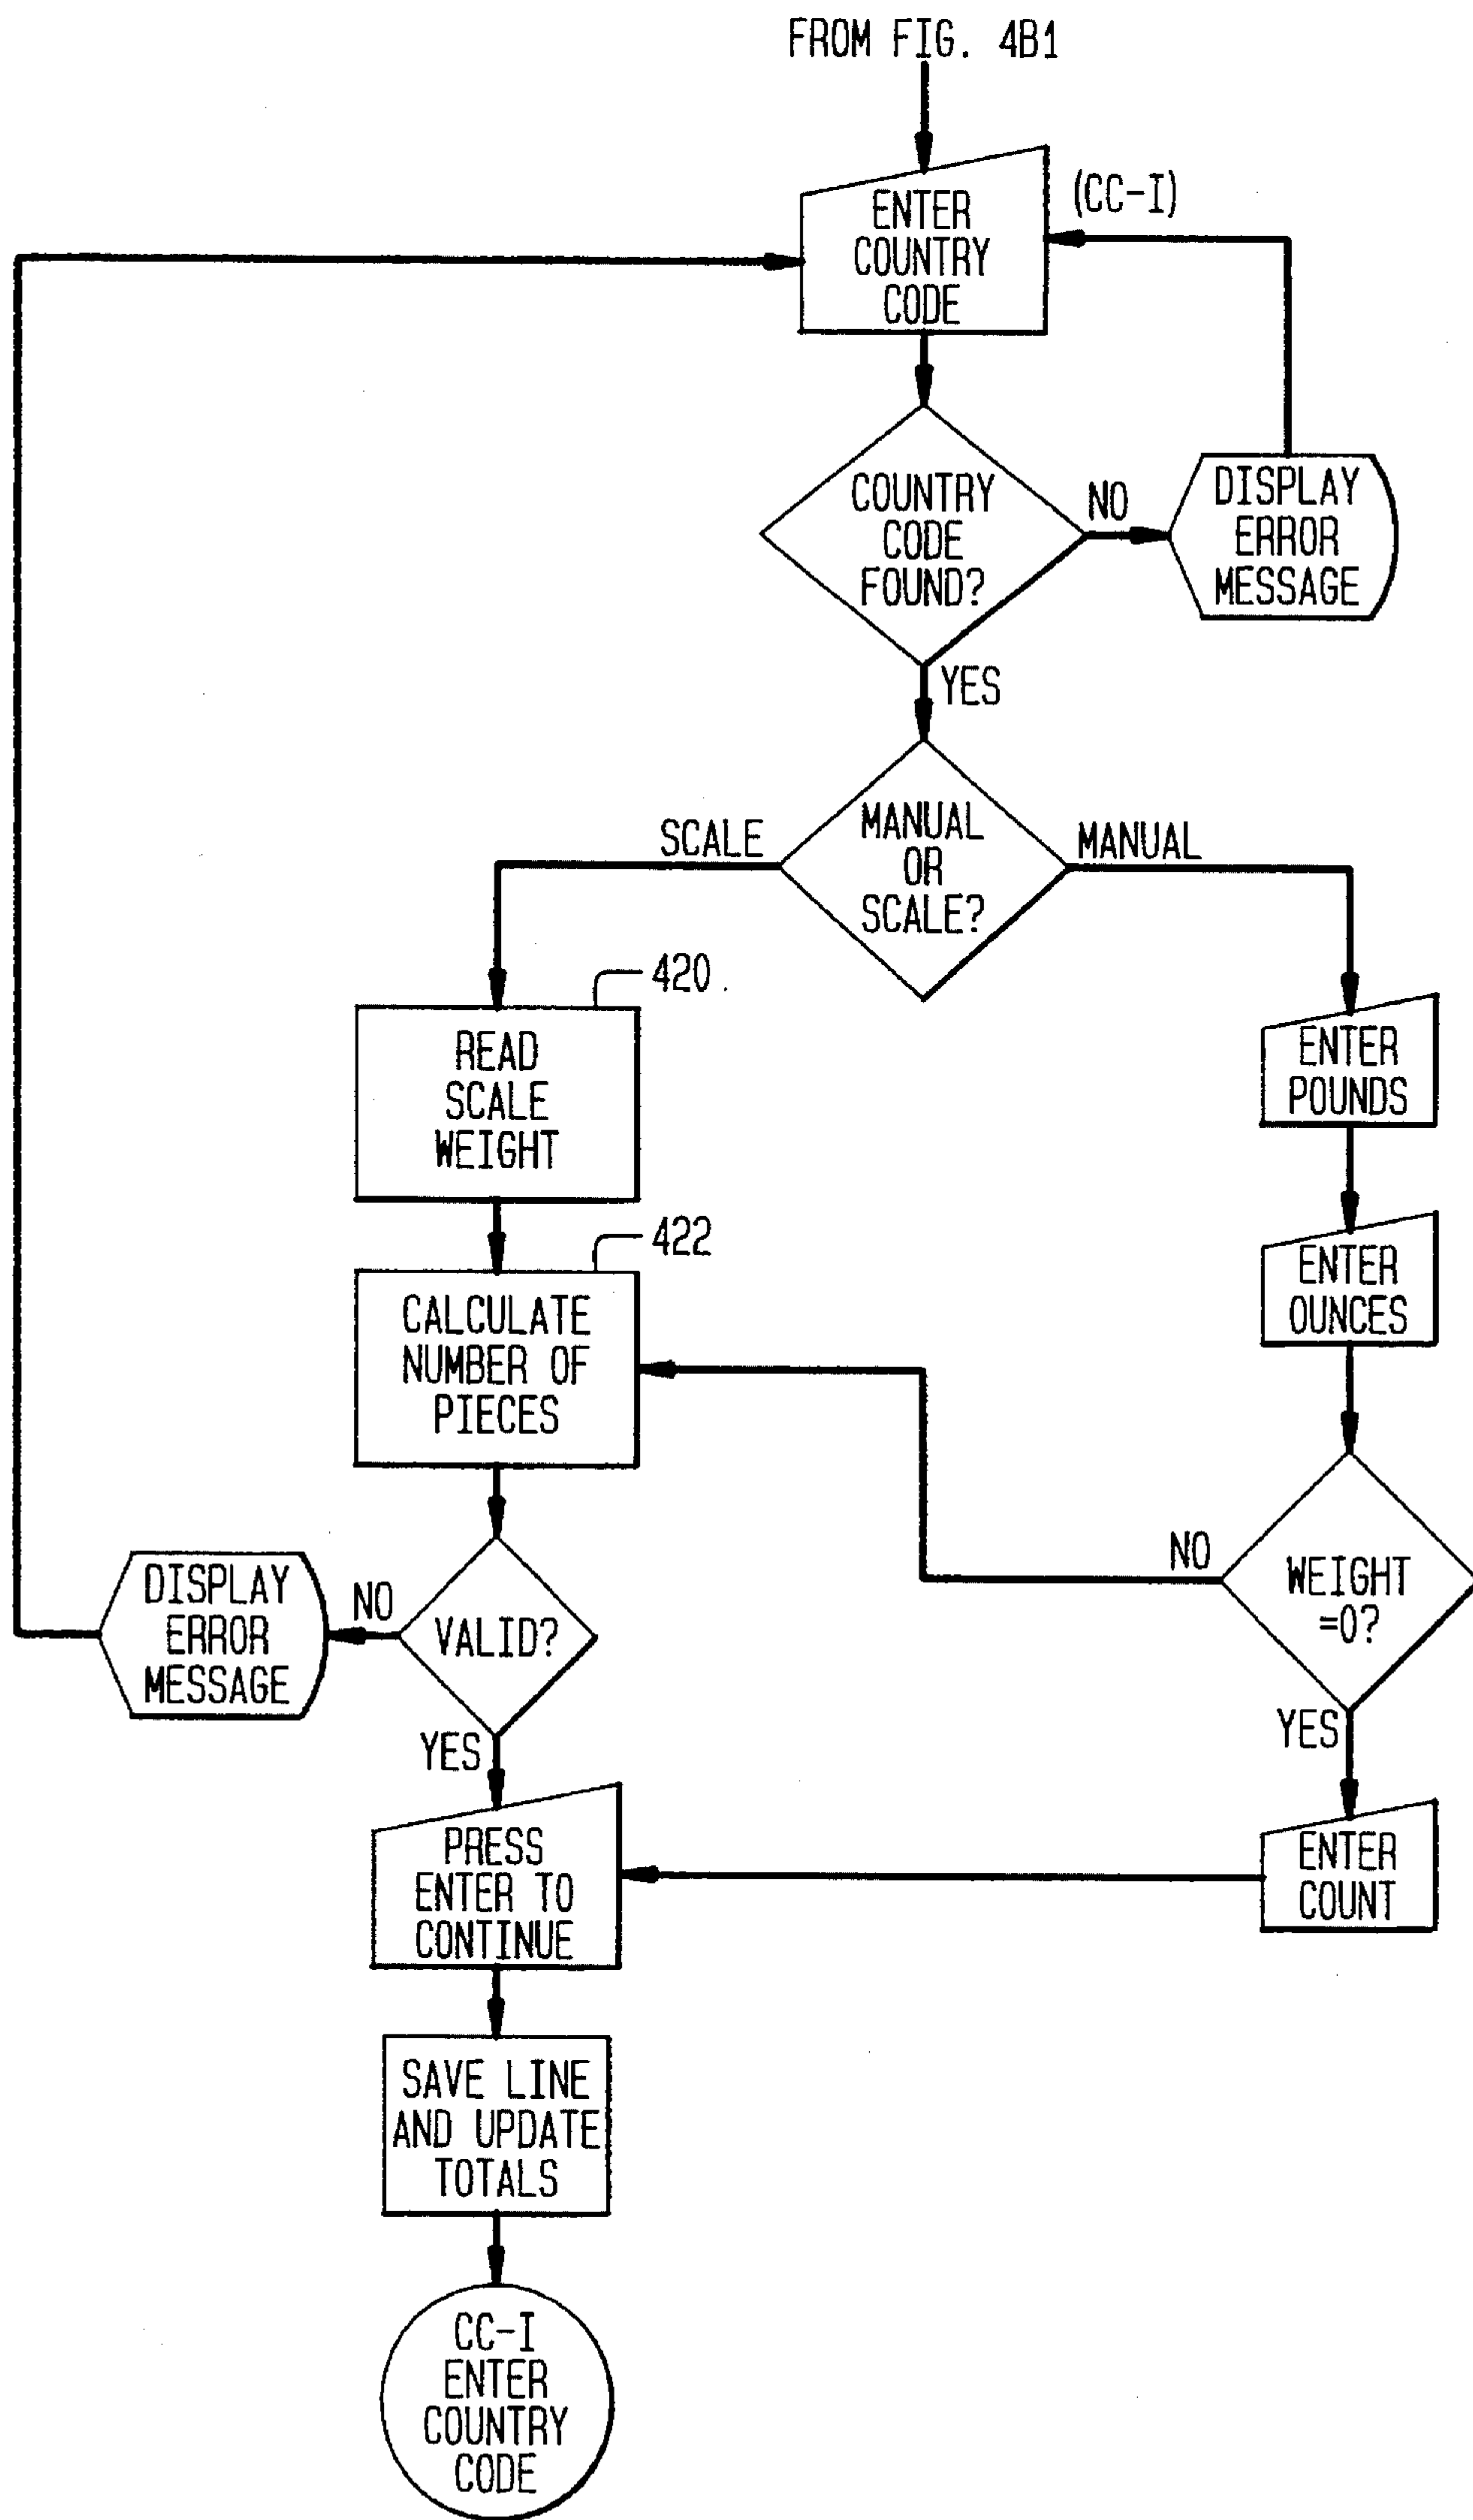 FROM FIG. 4B1
(CC-I)
ENTER
COUNTRY
CODE
COUNTRY
CODE
FOUND?
NO
DISPLAY
ERROR
MESSAGE
YES
MANUAL
OR
SCALE?
SCALE
MANUAL
420
READ
SCALE
WEIGHT
ENTER
POUNDS
422
CALCULATE
NUMBER OF
PIECES
ENTER
OUNCES
NO
WEIGHT
=0?
DISPLAY
ERROR
MESSAGE
NO
VALID?
YES
YES
PRESS
ENTER TO
CONTINUE
ENTER
COUNT
SAVE LINE
AND UPDATE
TOTALS
CC-I
ENTER
COUNTRY
CODE